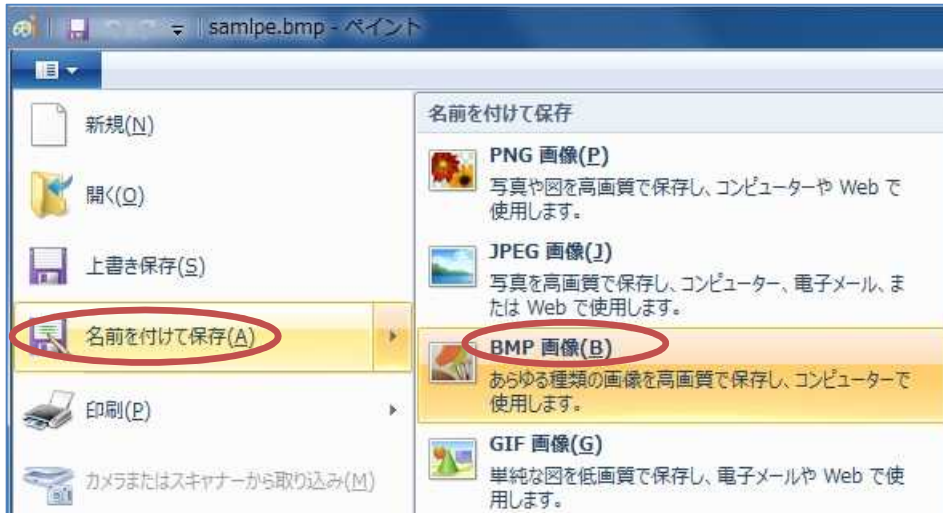 samlpe.bmp - ペイント
新規(N)
開く(O)
上書き保存(S)
名前を付けて保存(A)
印刷(P)
カメラまたはスキャナーから取り込み(M)
名前を付けて保存
PNG 画像(P)
写真や図を高画質で保存し、コンピューターや Web で
使用します。
JPEG 画像(J)
写真を高画質で保存し、コンピューター、電子メール、ま
たは Web で使用します。
BMP 画像(B)
あらゆる種類の画像を高画質で保存し、コンピューターで
使用します。
GIF 画像(G)
単純な図を低画質で保存し、電子メールや Web で使
用します。